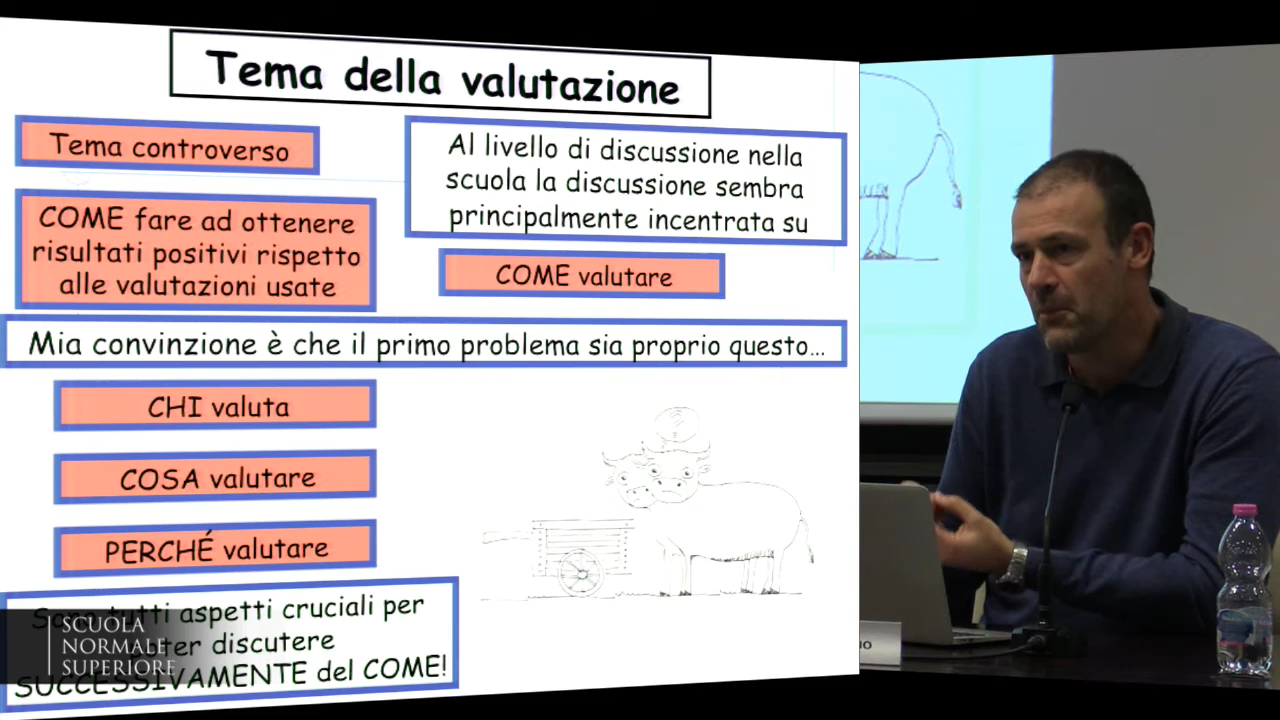 Tema della valutazione
Tema controverso
COME fare ad ottenere
risultati positivi rispetto
alle valutazioni usate
Al livello di discussione nella
scuola la discussione sembra
principalmente incentrata su
COME valutare
Mia convinzione è che il primo problema sia proprio questo...
CHI valuta
COSA valutare
PERCHÉ valutare
Sono tutti aspetti cruciali per
poter discutere
SUCCESSIVAMENTE del COME!
SCUOLA
NORMALE
SUPERIORE